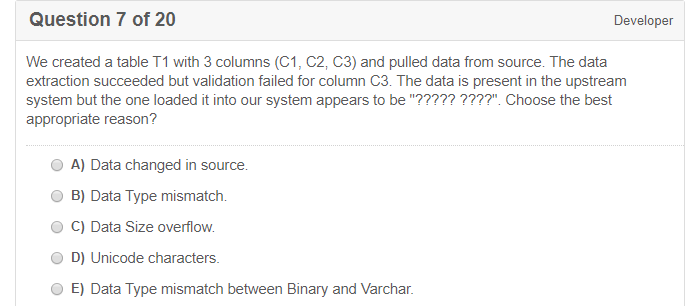 Question 7 of 20
Developer
We created a table T1 with 3 columns (C1, C2, C3) and pulled data from source. The data
extraction succeeded but validation failed for column C3. The data is present in the upstream
system but the one loaded it into our system appears to be "????? ????". Choose the best
appropriate reason?
A) Data changed in source.
B) Data Type mismatch.
C) Data Size overflow.
D) Unicode characters.
E) Data Type mismatch between Binary and Varchar.